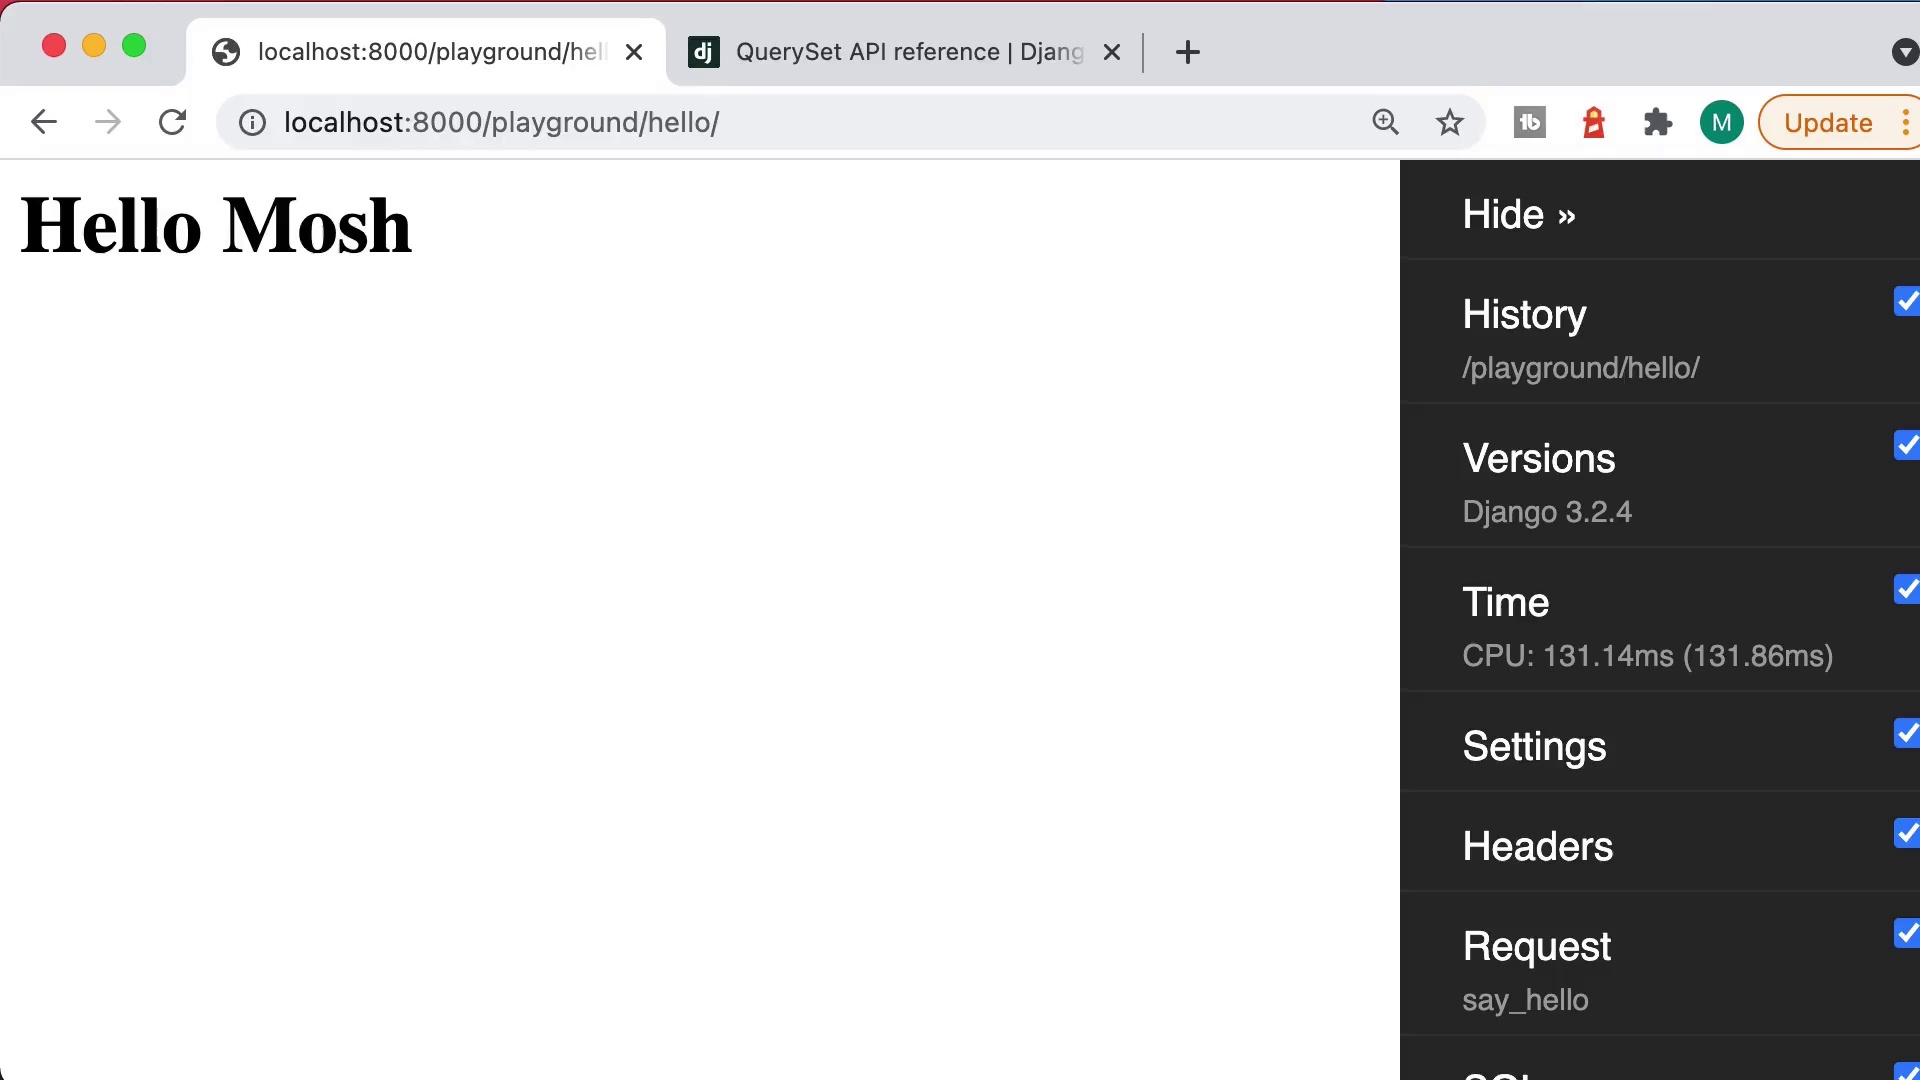 localhost:8000/playground/hel
dj QuerySet API reference | Djang
localhost:8000/playground/hello/
M
Update
Hello Mosh
Hide »
History
/playground/hello/
Versions
Django 3.2.4
Time
CPU: 131.14ms (131.86ms)
Settings
Headers
Request
say_hello